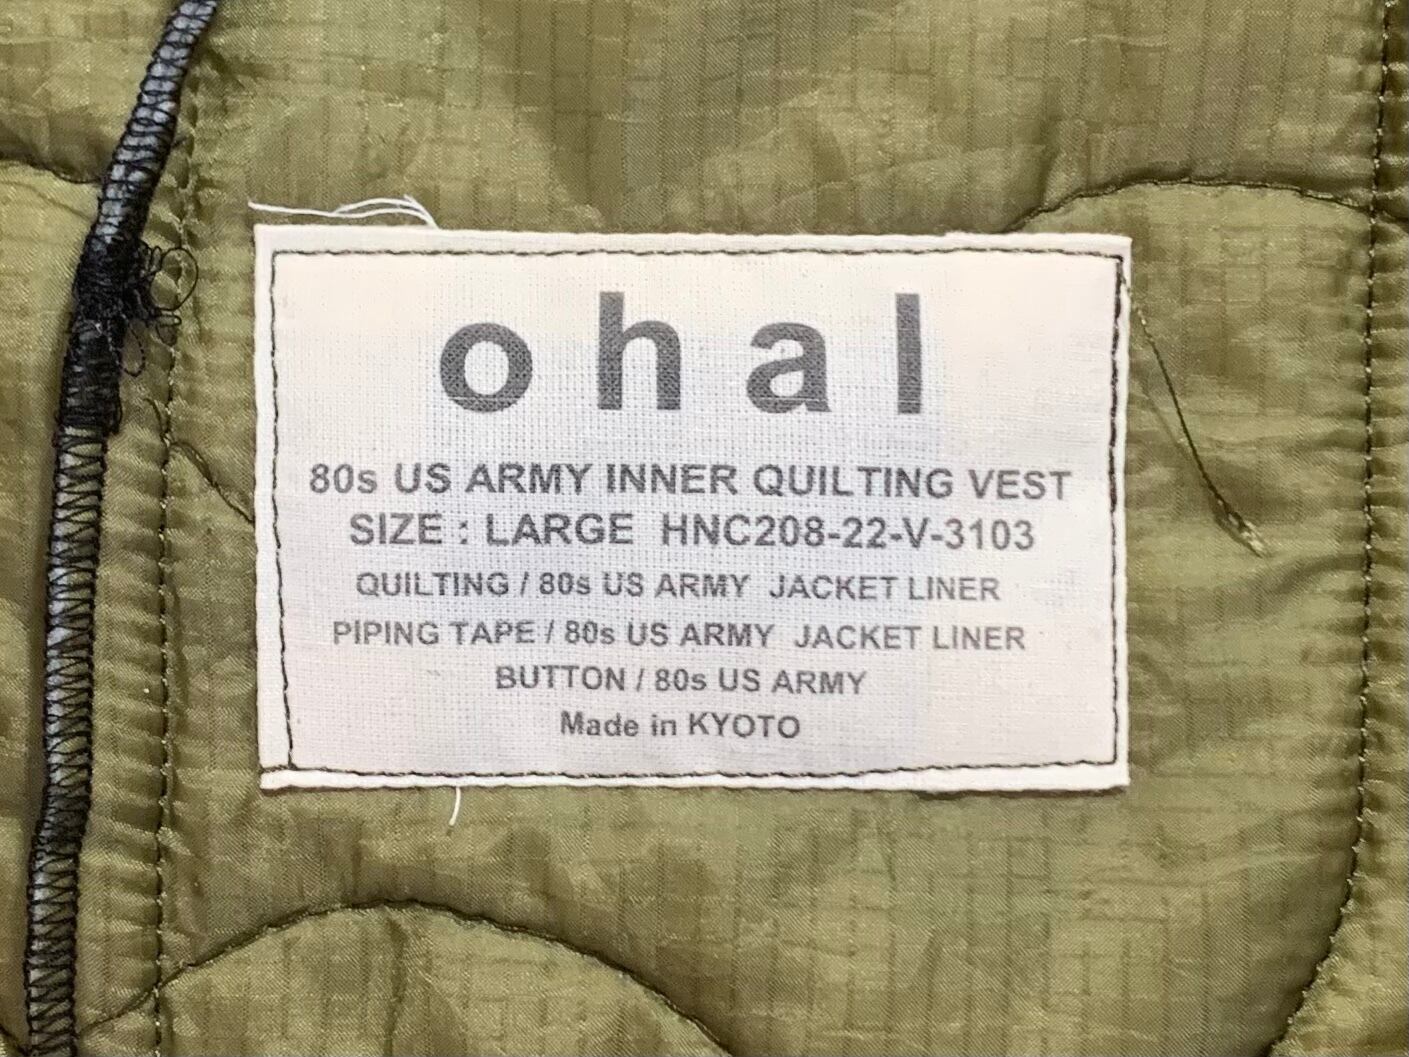 ohal
80s US ARMY INNER QUILTING VEST
SIZE : LARGE HNC208-22-V-3103
QUILTING / 80s US ARMY JACKET LINER
PIPING TAPE / 80s US ARMY JACKET LINER
BUTTON / 80s US ARMY
Made in KYOTO